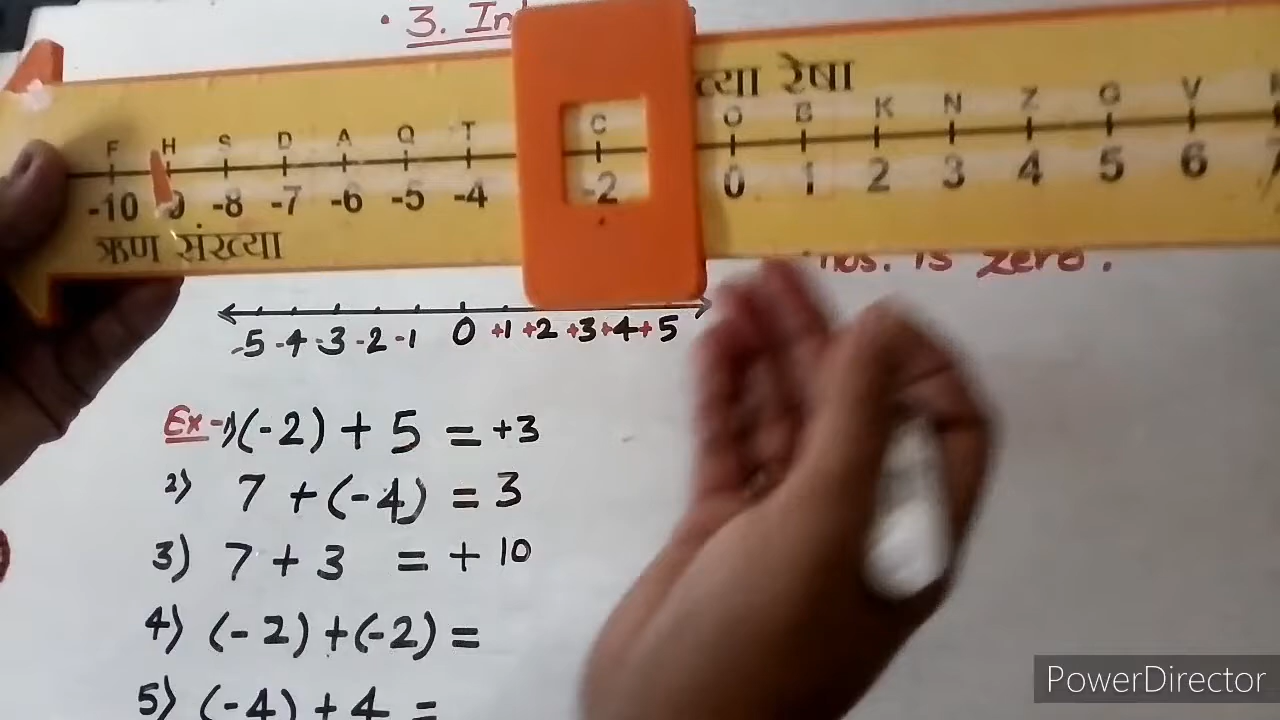 • 3. In
रेषा
F H S D A Q T C O B K N Z G V
-10 -9 -8 -7 -6 -5 -4 -2 0 1 2 3 4 5 6 7
ऋण संख्या
nos. is zero.
-5 -4 -3 -2 -1 0 +1 +2 +3 +4 +5
Ex-1) (-2) + 5 = +3
2) 7 + (-4) = 3
3) 7 + 3 = + 10
4) (-2) + (-2) =
5) (-4) + 4 =
PowerDirector